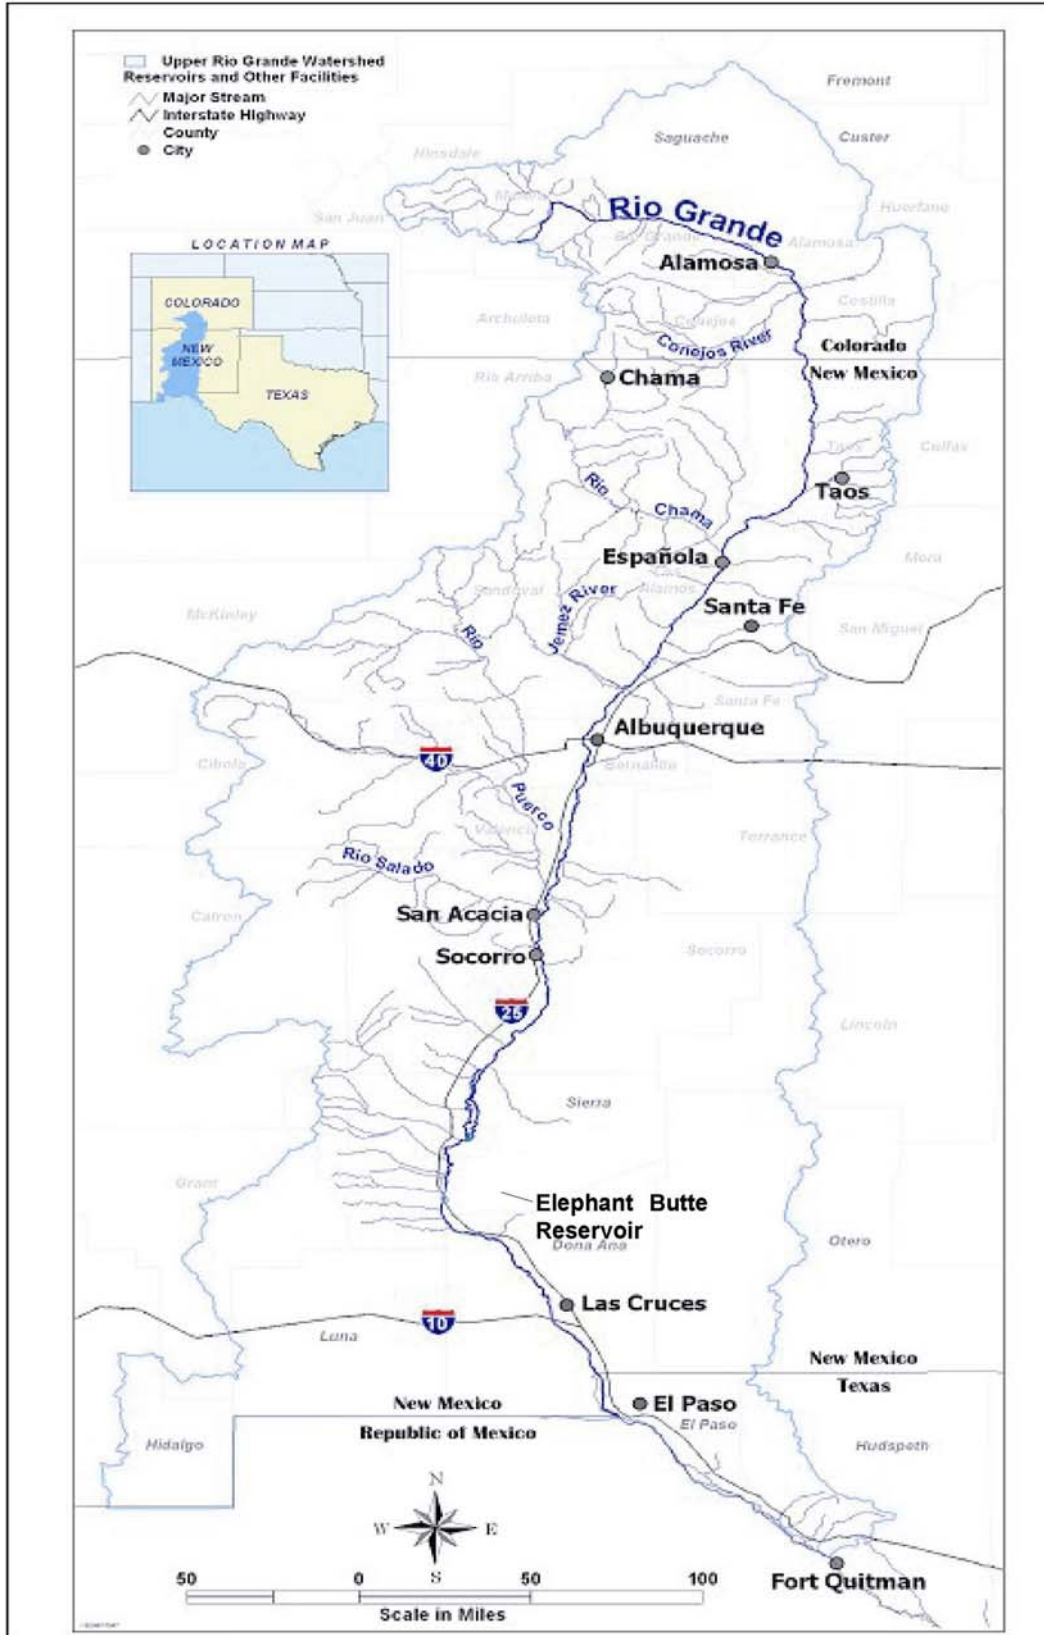 Upper Rio Grande Watershed
Reservoirs and Other Facilities
Major Stream
Interstate Highway
County
City
Fremont
Saguache
Custer
Hinsdale
Mineral
San Juan
Rio Grande
Huerfano
Rio Grande
Alamosa
Alamosa
LOCATION MAP
COLORADO
NEW
MEXICO
TEXAS
Costilla
Archuleta
Conejos
Conejos River
Colorado
New Mexico
Rio Arriba
Chama
Taos
Colfax
Taos
Rio
Chama
Española
Mora
Los
Alamos
Sandoval
Jemez River
Santa Fe
McKinley
Rio
San Miguel
Santa Fe
Albuquerque
40
Cibola
Bernalillo
Puerco
Valencia
Torrance
Rio Salado
San Acacia
Catron
Socorro
Socorro
25
Lincoln
Sierra
Grant
Elephant Butte
Reservoir
Dona Ana
Otero
Las Cruces
10
Luna
New Mexico
Texas
New Mexico
Republic of Mexico
El Paso
El Paso
Hidalgo
Hudspeth
N
W
E
S
50
0
50
100
Scale in Miles
Fort Quitman